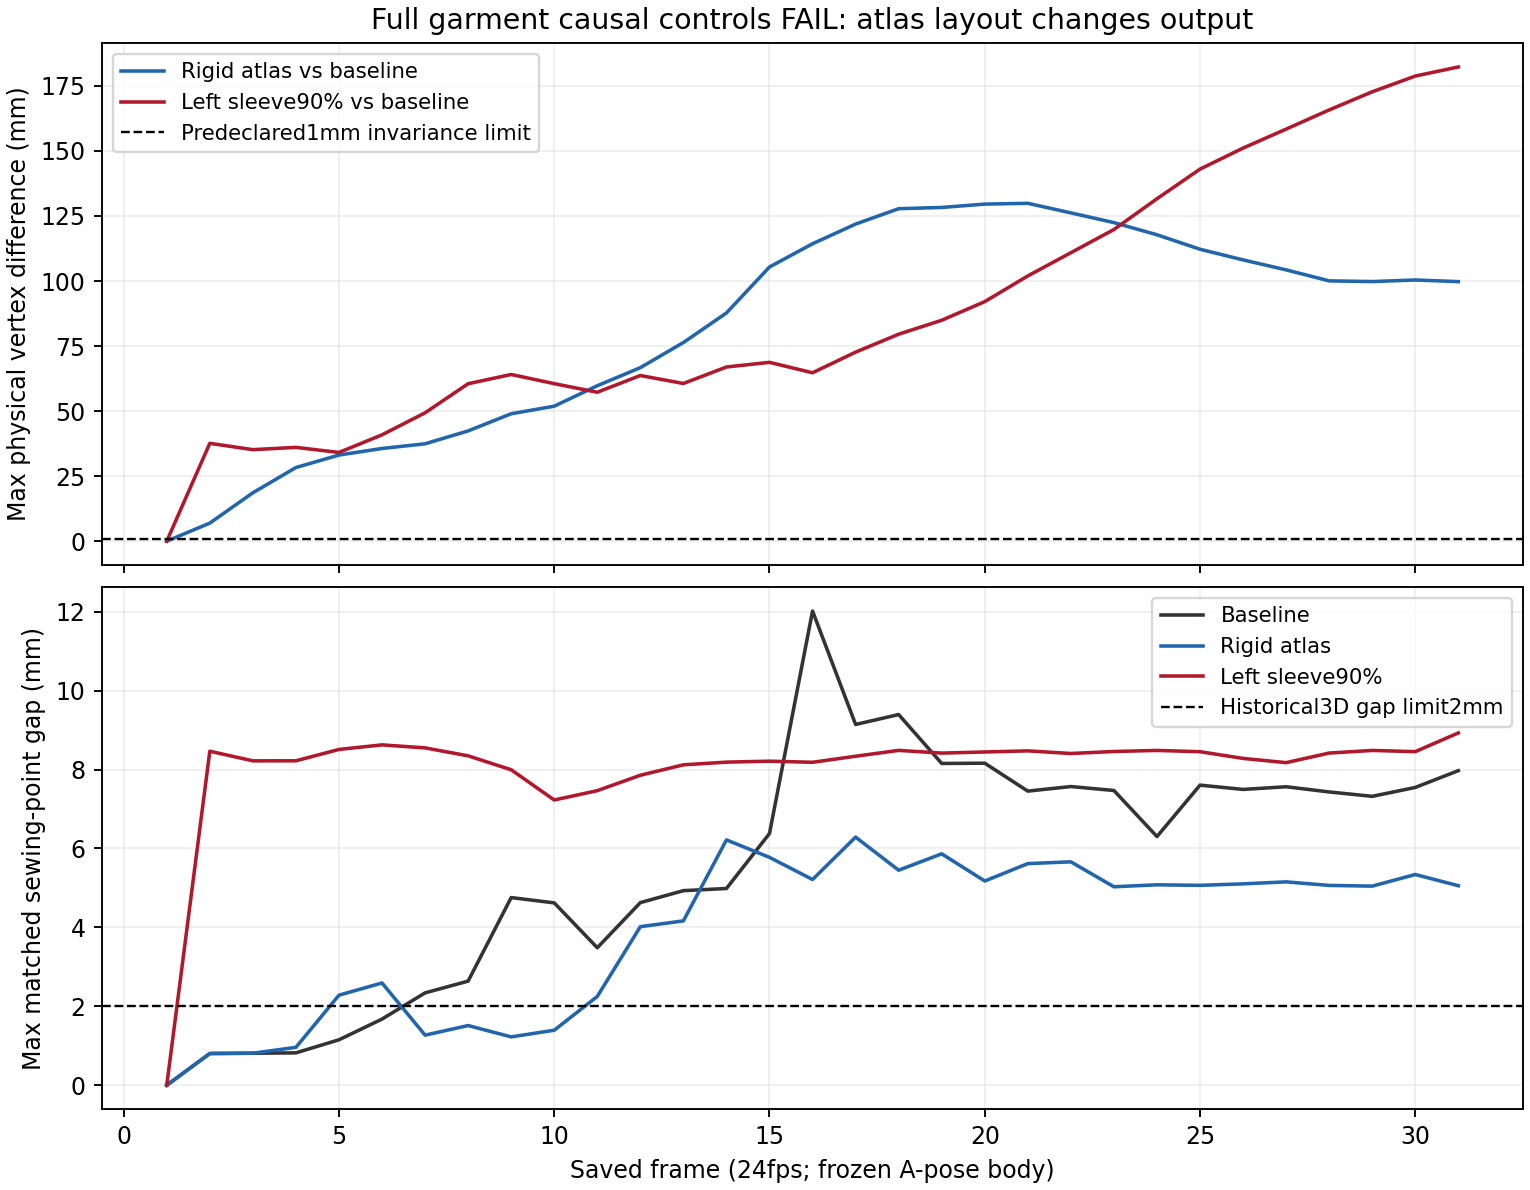 Full garment causal controls FAIL: atlas layout changes output
Max physical vertex difference (mm)
175
150
125
100
75
50
25
0
Rigid atlas vs baseline
Left sleeve90% vs baseline
Predeclared1mm invariance limit
Max matched sewing-point gap (mm)
12
10
8
6
4
2
0
Baseline
Rigid atlas
Left sleeve90%
Historical3D gap limit2mm
0 5 10 15 20 25 30
Saved frame (24fps; frozen A-pose body)